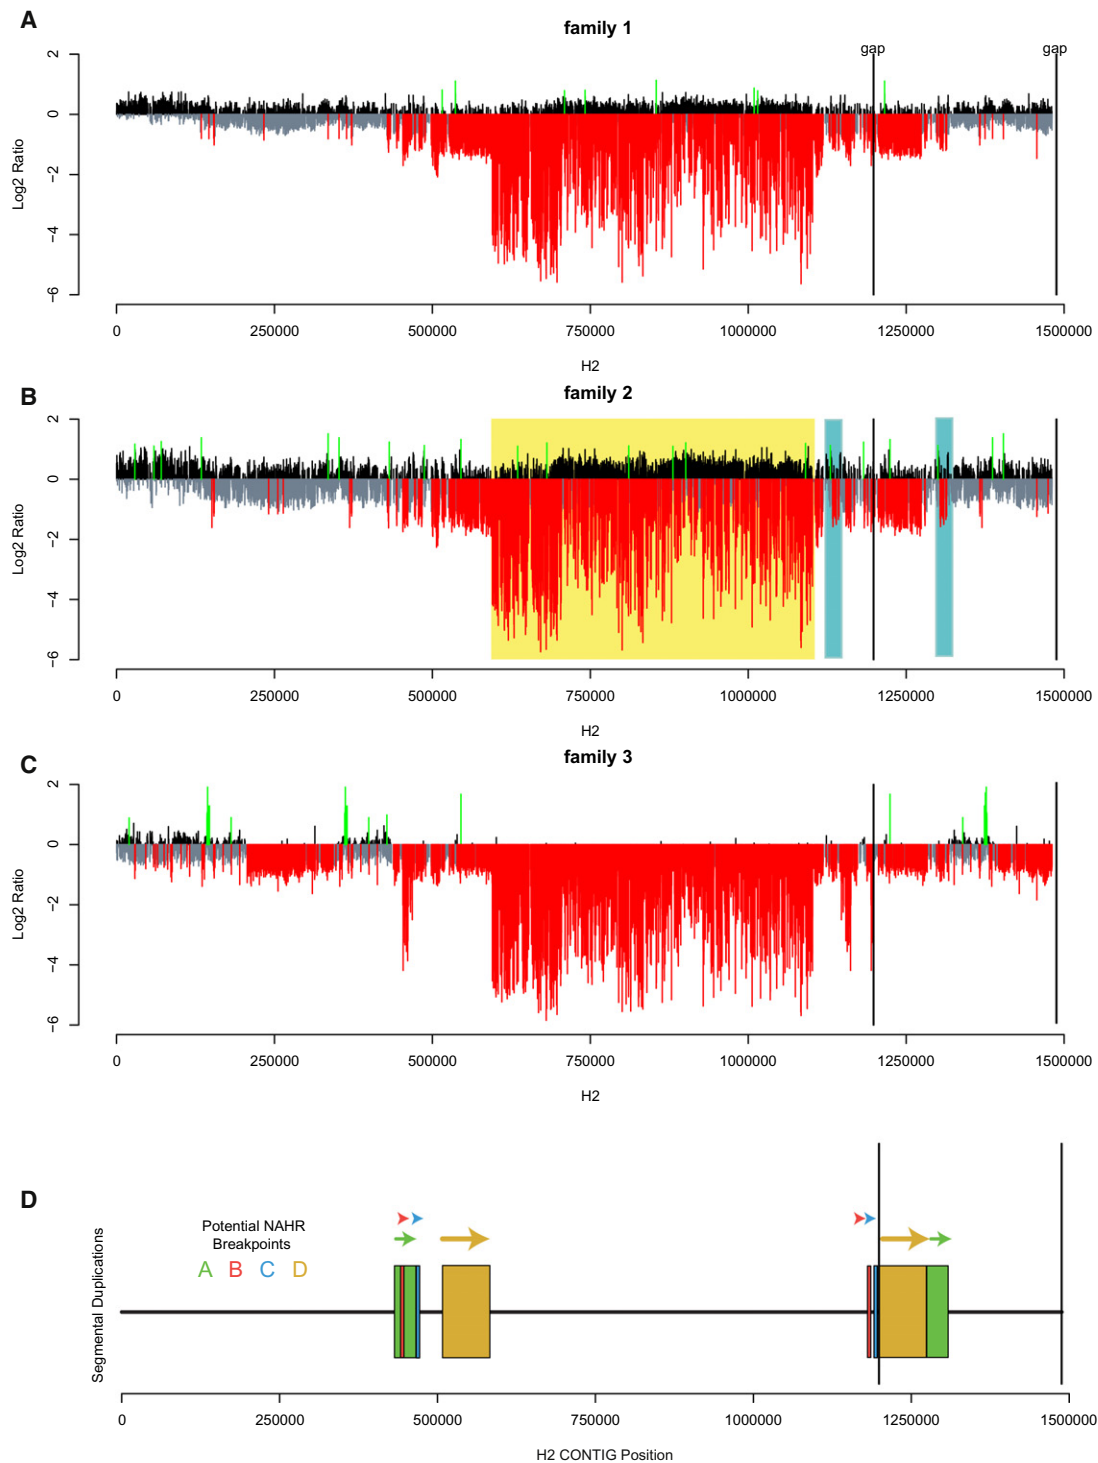 A
family 1
gap
gap
2
0
−2
−4
−6
Log2 Ratio
0
250000
500000
750000
1000000
1250000
1500000
H2
B
family 2
2
0
−2
−4
−6
Log2 Ratio
0
250000
500000
750000
1000000
1250000
1500000
H2
C
family 3
2
0
−2
−4
−6
Log2 Ratio
0
250000
500000
750000
1000000
1250000
1500000
H2
D
Potential NAHR
Breakpoints
A B C D
Segmental Duplications
0
250000
500000
750000
1000000
1250000
1500000
H2 CONTIG Position